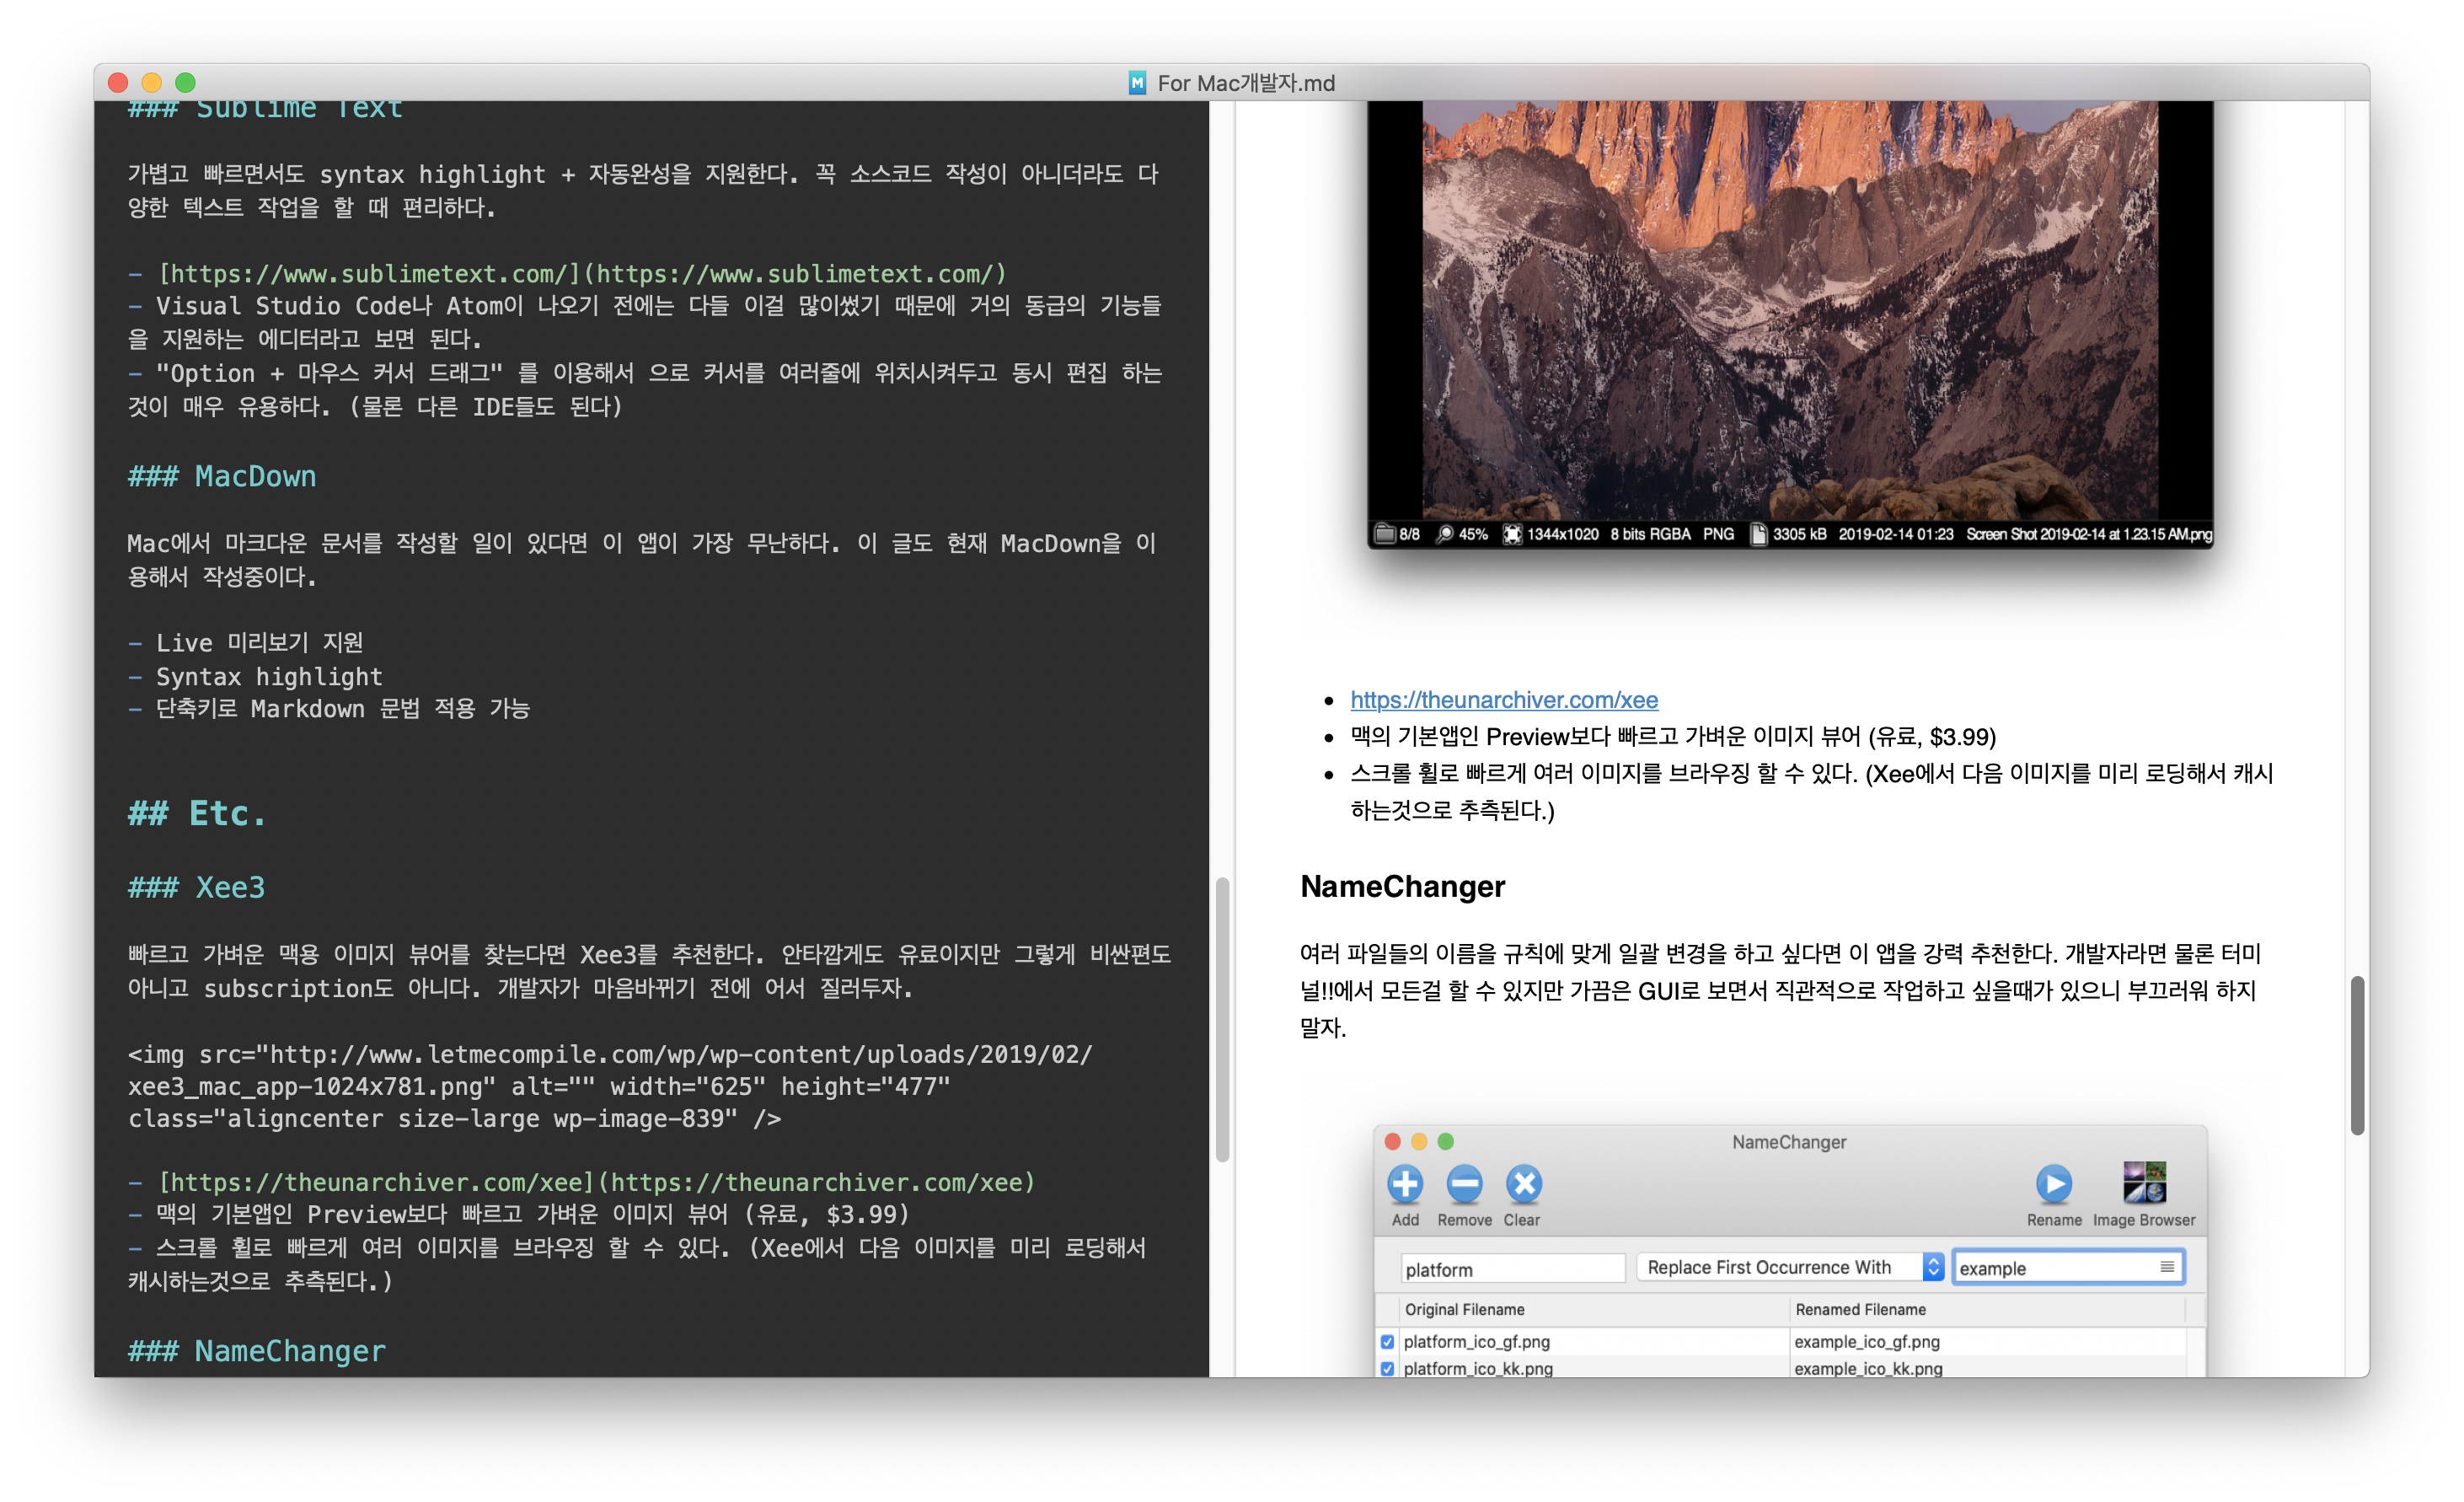 For Mac개발자.md
### Sublime Text
가볍고 빠르면서도 syntax highlight + 자동완성을 지원한다. 꼭 소스코드 작성이 아니더라도 다
양한 텍스트 작업을 할 때 편리하다.
- [https://www.sublimetext.com/](https://www.sublimetext.com/)
- Visual Studio Code나 Atom이 나오기 전에는 다들 이걸 많이썼기 때문에 거의 동급의 기능들
을 지원하는 에디터라고 보면 된다.
- "Option + 마우스 커서 드래그" 를 이용해서 으로 커서를 여러줄에 위치시켜두고 동시 편집 하는
것이 매우 유용하다. (물론 다른 IDE들도 된다)
### MacDown
Mac에서 마크다운 문서를 작성할 일이 있다면 이 앱이 가장 무난하다. 이 글도 현재 MacDown을 이
용해서 작성중이다.
- Live 미리보기 지원
- Syntax highlight
- 단축키로 Markdown 문법 적용 가능
## Etc.
### Xee3
빠르고 가벼운 맥용 이미지 뷰어를 찾는다면 Xee3를 추천한다. 안타깝게도 유료이지만 그렇게 비싼편도
아니고 subscription도 아니다. 개발자가 마음바뀌기 전에 어서 질러두자.
<img src="http://www.letmecompile.com/wp/wp-content/uploads/2019/02/
xee3_mac_app-1024x781.png" alt="" width="625" height="477"
class="aligncenter size-large wp-image-839" />
- [https://theunarchiver.com/xee](https://theunarchiver.com/xee)
- 맥의 기본앱인 Preview보다 빠르고 가벼운 이미지 뷰어 (유료, $3.99)
- 스크롤 휠로 빠르게 여러 이미지를 브라우징 할 수 있다. (Xee에서 다음 이미지를 미리 로딩해서
캐시하는것으로 추측된다.)
### NameChanger
8/8 45% 1344x1020 8 bits RGBA PNG 3305 kB 2019-02-14 01:23 Screen Shot 2019-02-14 at 1.23.15 AM.png
• https://theunarchiver.com/xee
• 맥의 기본앱인 Preview보다 빠르고 가벼운 이미지 뷰어 (유료, $3.99)
• 스크롤 휠로 빠르게 여러 이미지를 브라우징 할 수 있다. (Xee에서 다음 이미지를 미리 로딩해서 캐시
하는것으로 추측된다.)
NameChanger
여러 파일들의 이름을 규칙에 맞게 일괄 변경을 하고 싶다면 이 앱을 강력 추천한다. 개발자라면 물론 터미
널!!에서 모든걸 할 수 있지만 가끔은 GUI로 보면서 직관적으로 작업하고 싶을때가 있으니 부끄러워 하지
말자.
NameChanger
Add Remove Clear Rename Image Browser
platform Replace First Occurrence With example
Original Filename Renamed Filename
platform_ico_gf.png example_ico_gf.png
platform_ico_kk.png example_ico_kk.png